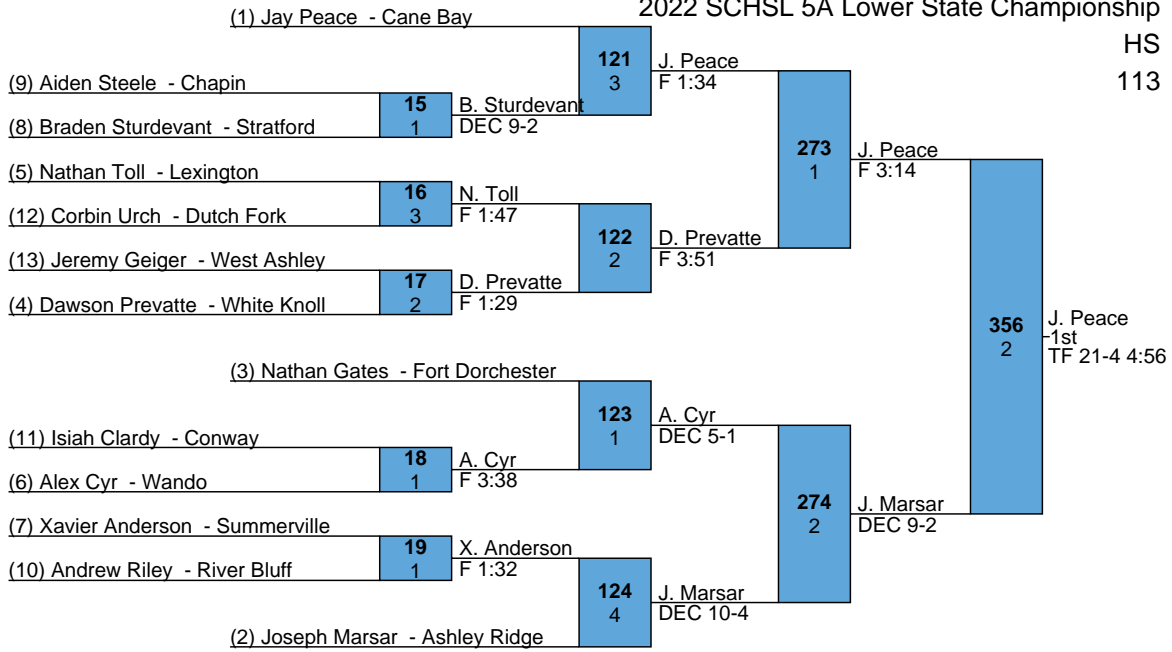 2022 SCHSL 5A Lower State Championship
HS
113
(1) Jay Peace - Cane Bay
121
3
J. Peace
F 1:34
(9) Aiden Steele - Chapin
15
1
B. Sturdevant
DEC 9-2
(8) Braden Sturdevant - Stratford
273
1
J. Peace
F 3:14
(5) Nathan Toll - Lexington
16
3
N. Toll
F 1:47
(12) Corbin Urch - Dutch Fork
122
2
D. Prevatte
F 3:51
(13) Jeremy Geiger - West Ashley
17
2
D. Prevatte
F 1:29
(4) Dawson Prevatte - White Knoll
356
2
J. Peace
1st
TF 21-4 4:56
(3) Nathan Gates - Fort Dorchester
123
1
A. Cyr
DEC 5-1
(11) Isiah Clardy - Conway
18
1
A. Cyr
F 3:38
(6) Alex Cyr - Wando
274
2
J. Marsar
DEC 9-2
(7) Xavier Anderson - Summerville
19
1
X. Anderson
F 1:32
(10) Andrew Riley - River Bluff
124
4
J. Marsar
DEC 10-4
(2) Joseph Marsar - Ashley Ridge